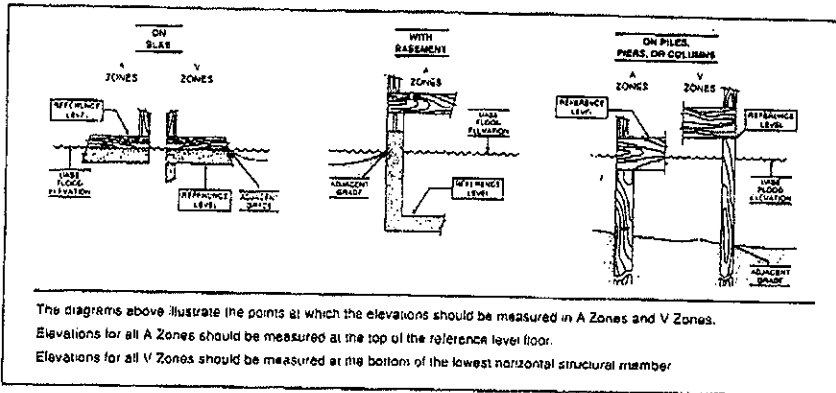 ON
SLAB
A
ZONES
V
ZONES
REFERENCE
LEVEL
BASE
FLOOD
ELEVATION
REFERENCE
LEVEL
ADJACENT
GRADE
WITH
BASEMENT
A
ZONES
BASE FLOOD
ELEVATION
ADJACENT
GRADE
REFERENCE
LEVEL
ON PILES,
PIERS, OR COLUMNS
A
ZONES
V
ZONES
REFERENCE
LEVEL
REFERENCE
LEVEL
BASE
FLOOD
ELEVATION
ADJACENT
GRADE
The diagrams above illustrate the points at which the elevations should be measured in A Zones and V Zones.
Elevations for all A Zones should be measured at the top of the reference level floor.
Elevations for all V Zones should be measured at the bottom of the lowest horizontal structural member